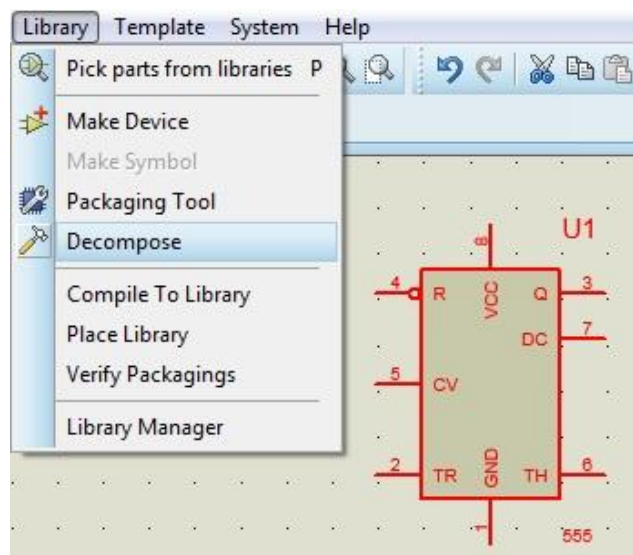 Library Template System Help
Pick parts from libraries P
Make Device
Make Symbol
Packaging Tool
Decompose
Compile To Library
Place Library
Verify Packagings
Library Manager
U1
8
4 R VCC Q 3
DC 7
5 CV
2 TR GND TH 6
1
555